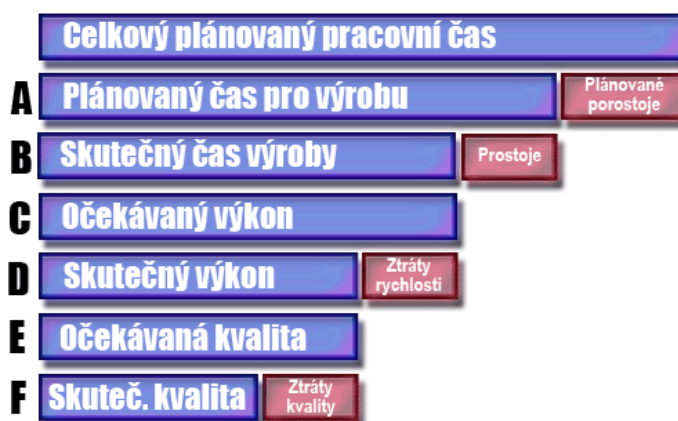 Celkový plánovaný pracovní čas
A Plánovaný čas pro výrobu
Plánované
porostoje
B Skutečný čas výroby
Prostoje
C Očekávaný výkon
D Skutečný výkon
Ztráty
rychlosti
E Očekávaná kvalita
F Skuteč. kvalita
Ztráty
kvality